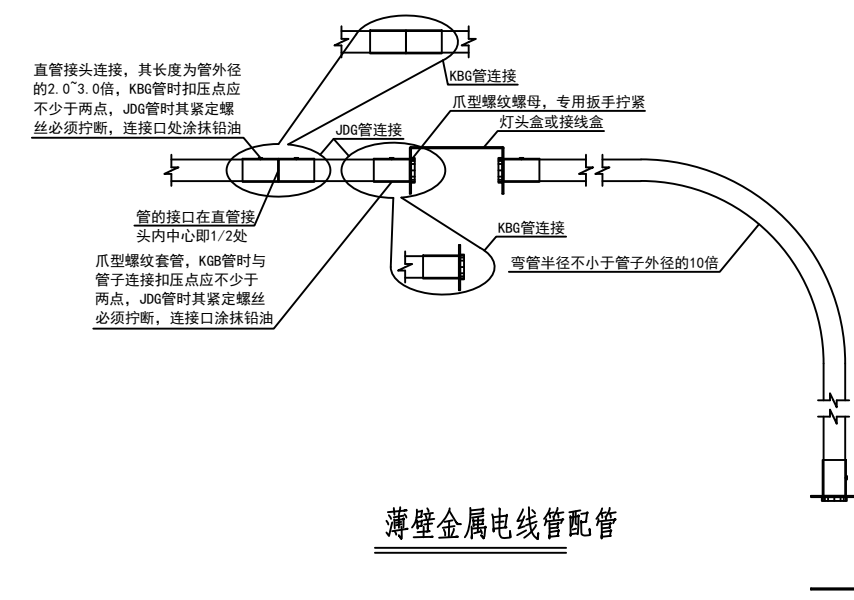 直管接头连接，其长度为管外径
的2.0~3.0倍，KBG管时扣压点应
不少于两点，JDG管时其紧定螺
丝必须拧断，连接口处涂抹铅油
KBG管连接
爪型螺纹螺母，专用扳手拧紧
灯头盒或接线盒
JDG管连接
管的接口在直管接
头内中心即1/2处
KBG管连接
爪型螺纹套管，KGB管时与
管子连接扣压点应不少于
两点，JDG管时其紧定螺丝
必须拧断，连接口涂抹铅油
弯管半径不小于管子外径的10倍
薄壁金属电线管配管